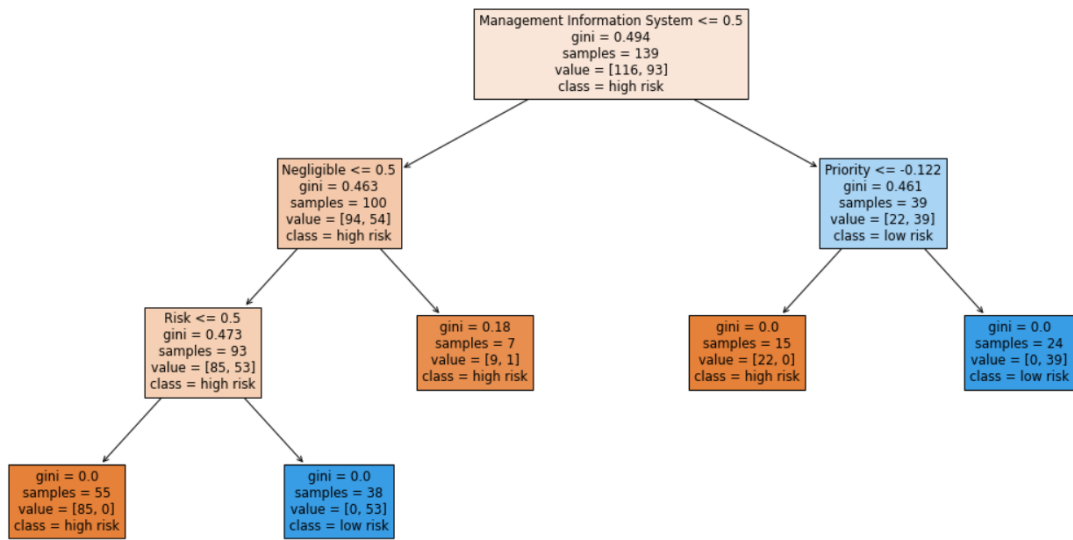 Management Information System <= 0.5
gini = 0.494
samples = 139
value = [116, 93]
class = high risk
Negligible <= 0.5
gini = 0.463
samples = 100
value = [94, 54]
class = high risk
Priority <= -0.122
gini = 0.461
samples = 39
value = [22, 39]
class = low risk
Risk <= 0.5
gini = 0.473
samples = 93
value = [85, 53]
class = high risk
gini = 0.18
samples = 7
value = [9, 1]
class = high risk
gini = 0.0
samples = 15
value = [22, 0]
class = high risk
gini = 0.0
samples = 24
value = [0, 39]
class = low risk
gini = 0.0
samples = 55
value = [85, 0]
class = high risk
gini = 0.0
samples = 38
value = [0, 53]
class = low risk